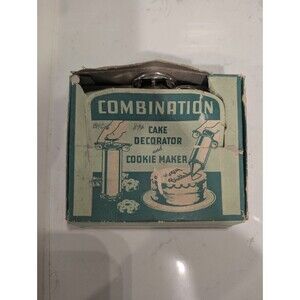 COMBINATION
CAKE
DECORATOR
and
COOKIE MAKER